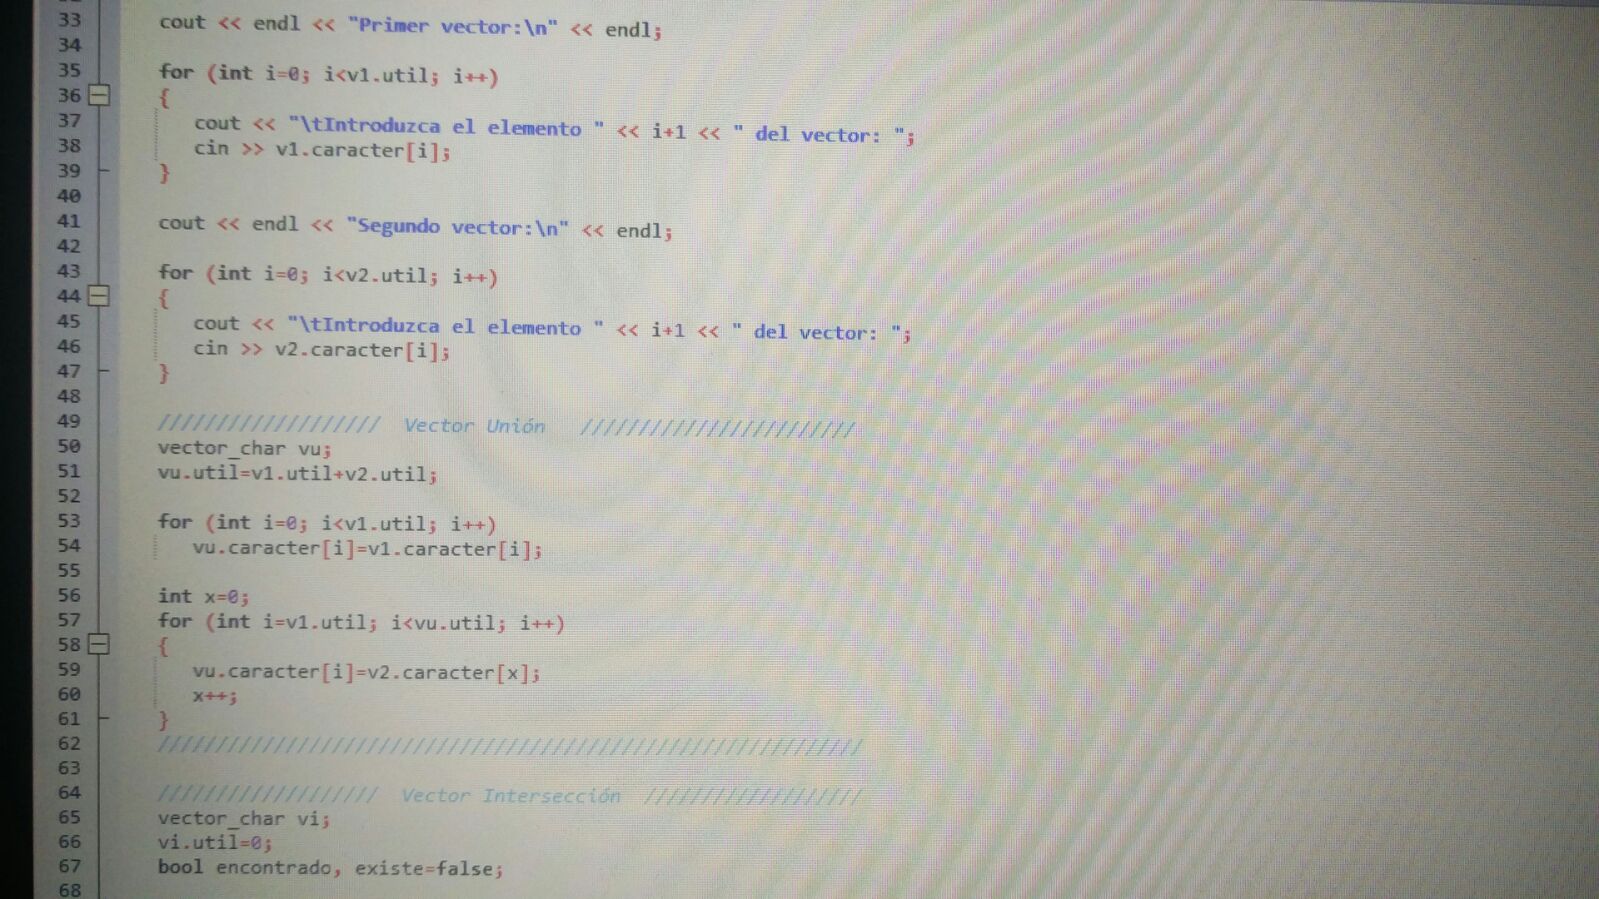 33 cout << endl << "Primer vector:\n" << endl;
34
35 for (int i=0; i<v1.util; i++)
36 {
37 cout << "\tIntroduzca el elemento " << i+1 << " del vector: ";
38 cin >> v1.caracter[i];
39 }
40
41 cout << endl << "Segundo vector:\n" << endl;
42
43 for (int i=0; i<v2.util; i++)
44 {
45 cout << "\tIntroduzca el elemento " << i+1 << " del vector: ";
46 cin >> v2.caracter[i];
47 }
48
49 /////////////////// Vector Unión ////////////////////////
50 vector_char vu;
51 vu.util=v1.util+v2.util;
52
53 for (int i=0; i<v1.util; i++)
54 vu.caracter[i]=v1.caracter[i];
55
56 int x=0;
57 for (int i=v1.util; i<vu.util; i++)
58 {
59 vu.caracter[i]=v2.caracter[x];
60 x++;
61 }
62 /////////////////////////////////////////////////////////////
63
64 /////////////////// Vector Intersección ///////////////////
65 vector_char vi;
66 vi.util=0;
67 bool encontrado, existe=false;
68